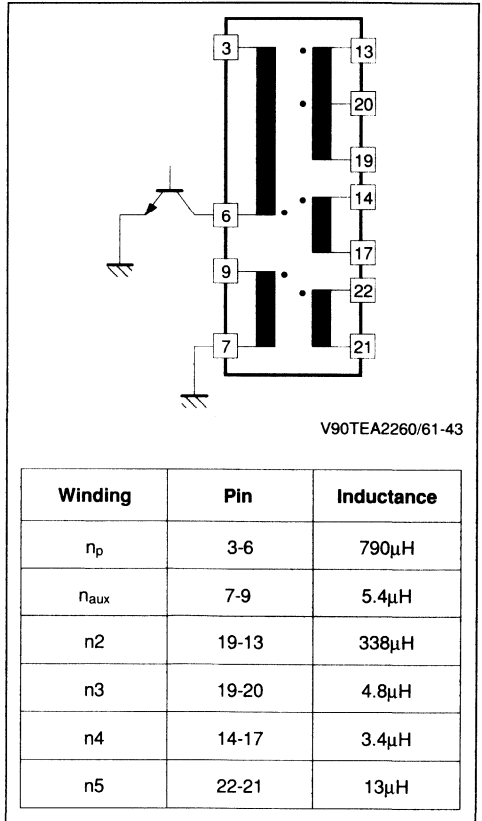 3
13
20
19
6
14
17
9
22
7
21
V90TEA2260/61-43
Winding Pin Inductance
np 3-6 790µH
naux 7-9 5.4µH
n2 19-13 338µH
n3 19-20 4.8µH
n4 14-17 3.4µH
n5 22-21 13µH